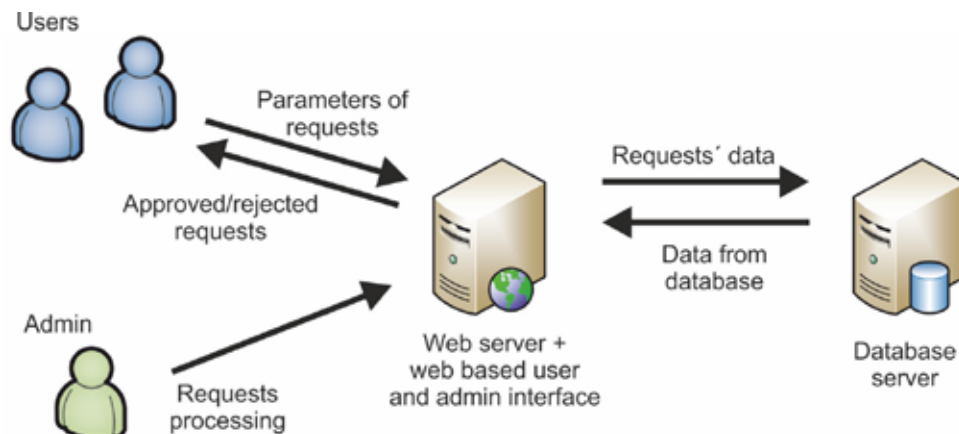 Users
Parameters of
requests
Approved/rejected
requests
Requests´ data
Data from
database
Admin
Requests
processing
Web server +
web based user
and admin interface
Database
server